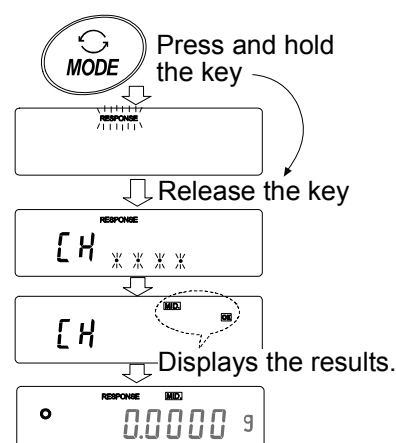 MODE
Press and hold
the key
RESPONSE
Release the key
RESPONSE
CH
MID.
OK
CH
Displays the results.
RESPONSE MID.
0.0000 g